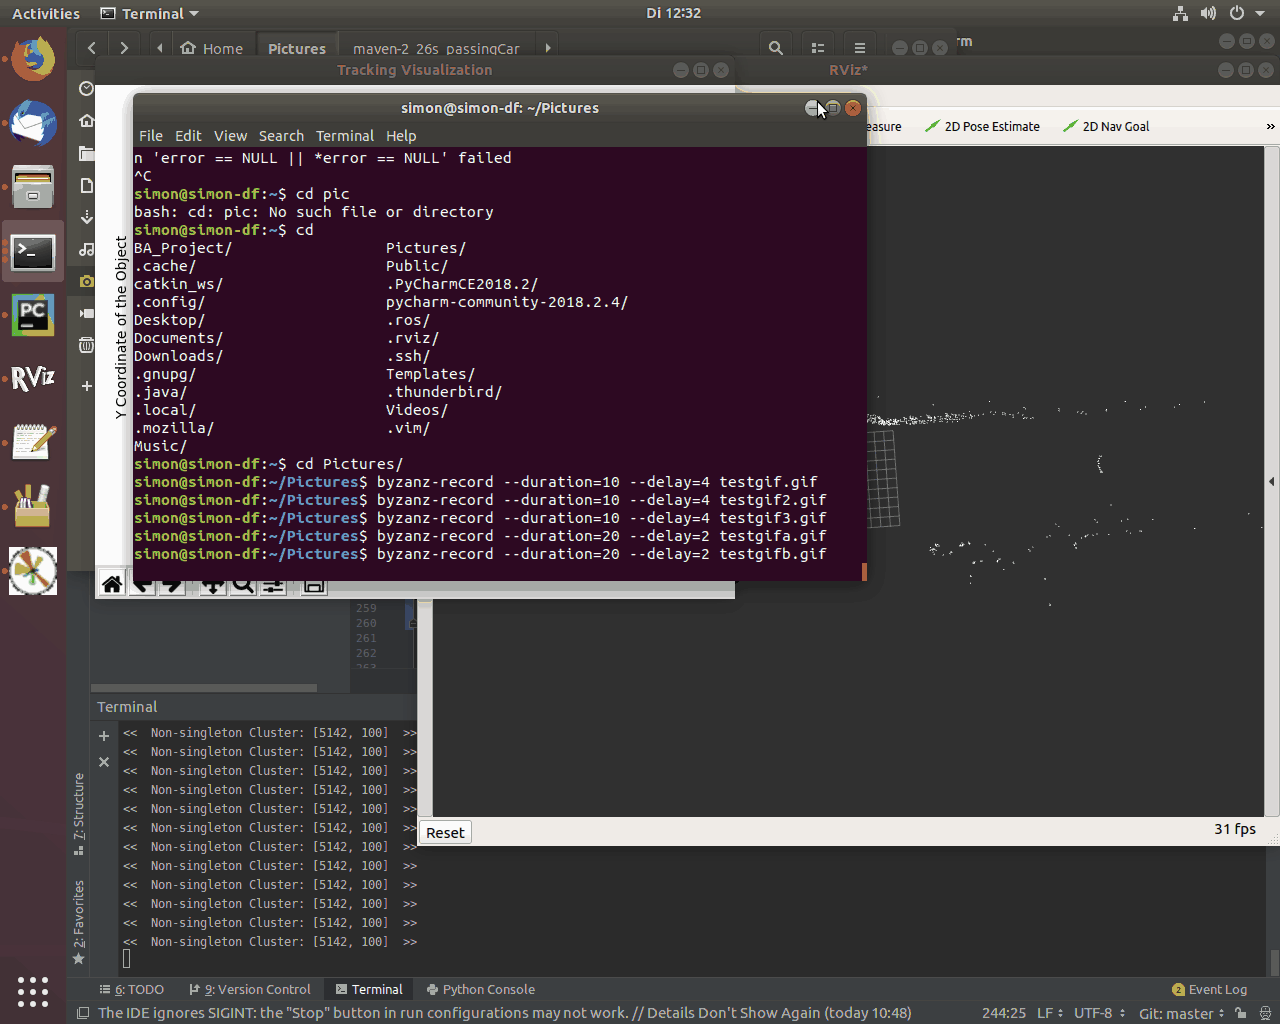 Activities
Terminal
Di 12:32
Home
Pictures
maven-2_26s_passingCar
rm
Tracking Visualization
RViz*
simon@simon-df: ~/Pictures
File Edit View Search Terminal Help
easure
2D Pose Estimate
2D Nav Goal
»
n 'error == NULL || *error == NULL' failed
^C
simon@simon-df:~$ cd pic
bash: cd: pic: No such file or directory
simon@simon-df:~$ cd
BA_Project/ Pictures/
.cache/ Public/
catkin_ws/ .PyCharmCE2018.2/
.config/ pycharm-community-2018.2.4/
Desktop/ .ros/
Documents/ .rviz/
Downloads/ .ssh/
.gnupg/ Templates/
.java/ .thunderbird/
.local/ Videos/
.mozilla/ .vim/
Music/
simon@simon-df:~$ cd Pictures/
simon@simon-df:~/Pictures$ byzanz-record --duration=10 --delay=4 testgif.gif
simon@simon-df:~/Pictures$ byzanz-record --duration=10 --delay=4 testgif2.gif
simon@simon-df:~/Pictures$ byzanz-record --duration=10 --delay=4 testgif3.gif
simon@simon-df:~/Pictures$ byzanz-record --duration=20 --delay=2 testgifa.gif
simon@simon-df:~/Pictures$ byzanz-record --duration=20 --delay=2 testgifb.gif
Y Coordinate of the Object
PC
RViz
259
260
261
262
263
Terminal
<< Non-singleton Cluster: [5142, 100] >>
<< Non-singleton Cluster: [5142, 100] >>
<< Non-singleton Cluster: [5142, 100] >>
<< Non-singleton Cluster: [5142, 100] >>
<< Non-singleton Cluster: [5142, 100] >>
<< Non-singleton Cluster: [5142, 100] >>
<< Non-singleton Cluster: [5142, 100] >>
<< Non-singleton Cluster: [5142, 100] >>
<< Non-singleton Cluster: [5142, 100] >>
<< Non-singleton Cluster: [5142, 100] >>
<< Non-singleton Cluster: [5142, 100] >>
<< Non-singleton Cluster: [5142, 100] >>
7: Structure
2: Favorites
Reset
31 fps
6: TODO
9: Version Control
Terminal
Python Console
2 Event Log
The IDE ignores SIGINT: the "Stop" button in run configurations may not work. // Details Don't Show Again (today 10:48)
244:25 LF UTF-8 Git: master